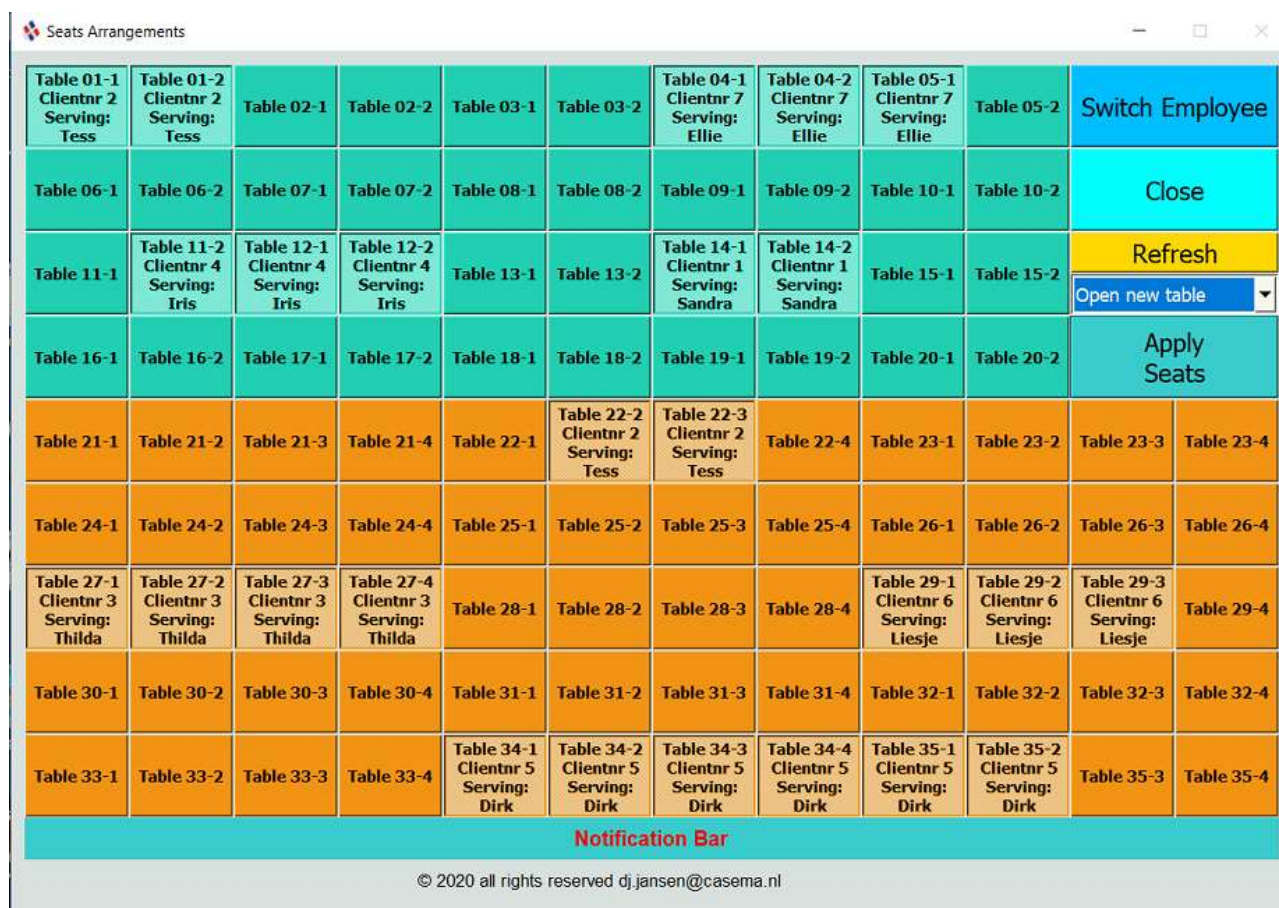 Seats Arrangements
Table 01-1
Clientnr 2
Serving:
Tess
Table 01-2
Clientnr 2
Serving:
Tess
Table 02-1
Table 02-2
Table 03-1
Table 03-2
Table 04-1
Clientnr 7
Serving:
Ellie
Table 04-2
Clientnr 7
Serving:
Ellie
Table 05-1
Clientnr 7
Serving:
Ellie
Table 05-2
Switch Employee
Table 06-1
Table 06-2
Table 07-1
Table 07-2
Table 08-1
Table 08-2
Table 09-1
Table 09-2
Table 10-1
Table 10-2
Close
Table 11-1
Table 11-2
Clientnr 4
Serving:
Iris
Table 12-1
Clientnr 4
Serving:
Iris
Table 12-2
Clientnr 4
Serving:
Iris
Table 13-1
Table 13-2
Table 14-1
Clientnr 1
Serving:
Sandra
Table 14-2
Clientnr 1
Serving:
Sandra
Table 15-1
Table 15-2
Refresh
Open new table
Table 16-1
Table 16-2
Table 17-1
Table 17-2
Table 18-1
Table 18-2
Table 19-1
Table 19-2
Table 20-1
Table 20-2
Apply
Seats
Table 21-1
Table 21-2
Table 21-3
Table 21-4
Table 22-1
Table 22-2
Clientnr 2
Serving:
Tess
Table 22-3
Clientnr 2
Serving:
Tess
Table 22-4
Table 23-1
Table 23-2
Table 23-3
Table 23-4
Table 24-1
Table 24-2
Table 24-3
Table 24-4
Table 25-1
Table 25-2
Table 25-3
Table 25-4
Table 26-1
Table 26-2
Table 26-3
Table 26-4
Table 27-1
Clientnr 3
Serving:
Thilda
Table 27-2
Clientnr 3
Serving:
Thilda
Table 27-3
Clientnr 3
Serving:
Thilda
Table 27-4
Clientnr 3
Serving:
Thilda
Table 28-1
Table 28-2
Table 28-3
Table 28-4
Table 29-1
Clientnr 6
Serving:
Liesje
Table 29-2
Clientnr 6
Serving:
Liesje
Table 29-3
Clientnr 6
Serving:
Liesje
Table 29-4
Table 30-1
Table 30-2
Table 30-3
Table 30-4
Table 31-1
Table 31-2
Table 31-3
Table 31-4
Table 32-1
Table 32-2
Table 32-3
Table 32-4
Table 33-1
Table 33-2
Table 33-3
Table 33-4
Table 34-1
Clientnr 5
Serving:
Dirk
Table 34-2
Clientnr 5
Serving:
Dirk
Table 34-3
Clientnr 5
Serving:
Dirk
Table 34-4
Clientnr 5
Serving:
Dirk
Table 35-1
Clientnr 5
Serving:
Dirk
Table 35-2
Clientnr 5
Serving:
Dirk
Table 35-3
Table 35-4
Notification Bar
© 2020 all rights reserved dj.jansen@casema.nl